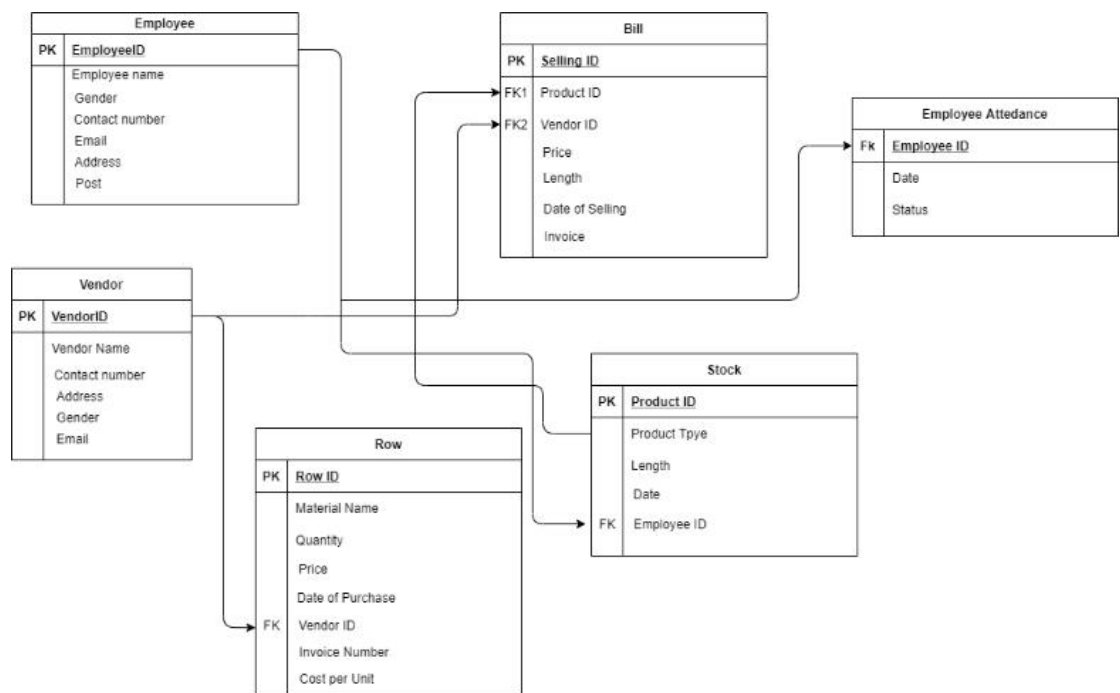 Employee
PK EmployeeID
Employee name
Gender
Contact number
Email
Address
Post
Bill
PK Selling ID
FK1 Product ID
FK2 Vendor ID
Price
Length
Date of Selling
Invoice
Employee Attedance
Fk Employee ID
Date
Status
Vendor
PK VendorID
Vendor Name
Contact number
Address
Gender
Email
Row
PK Row ID
Material Name
Quantity
Price
Date of Purchase
FK Vendor ID
Invoice Number
Cost per Unit
Stock
PK Product ID
Product Tpye
Length
Date
FK Employee ID